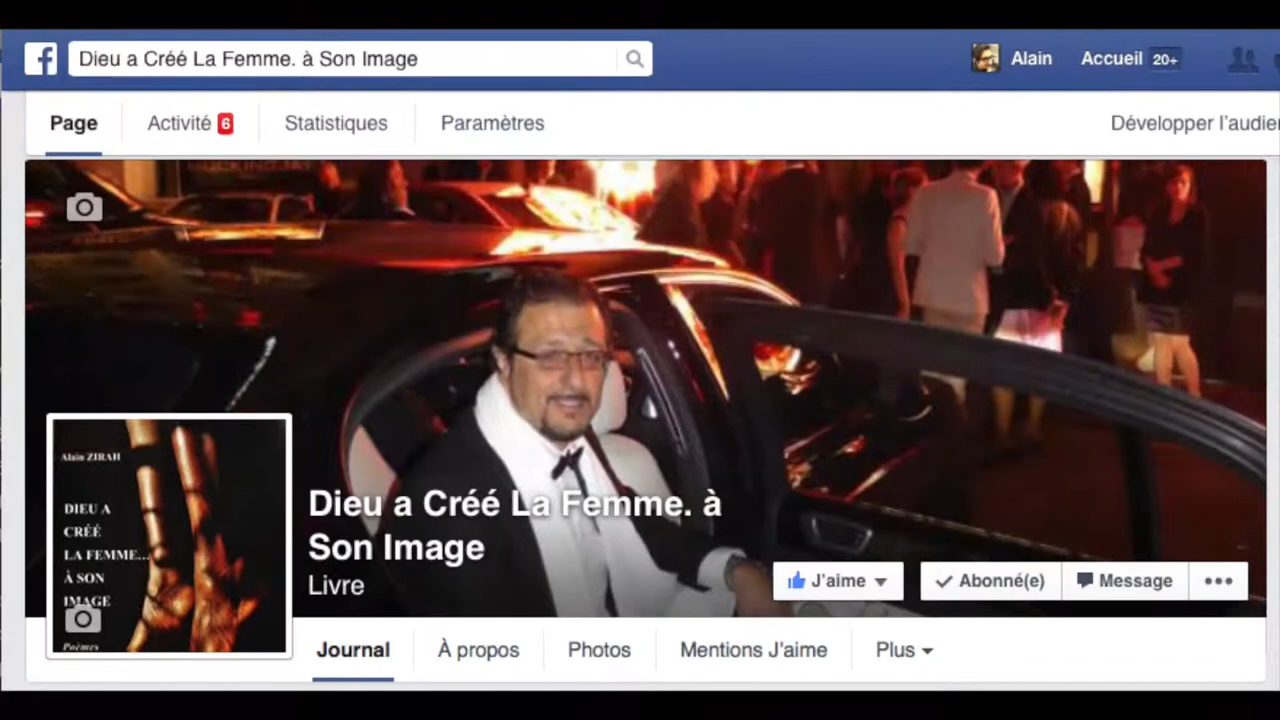 Dieu a Créé La Femme. à Son Image
Alain
Accueil 20+
Page
Activité 6
Statistiques
Paramètres
Développer l'audien
Alain ZIRAH
DIEU A
CRÉÉ
LA FEMME...
À SON
IMAGE
Poèmes
Dieu a Créé La Femme. à
Son Image
Livre
J'aime
Abonné(e)
Message
Journal
À propos
Photos
Mentions J'aime
Plus